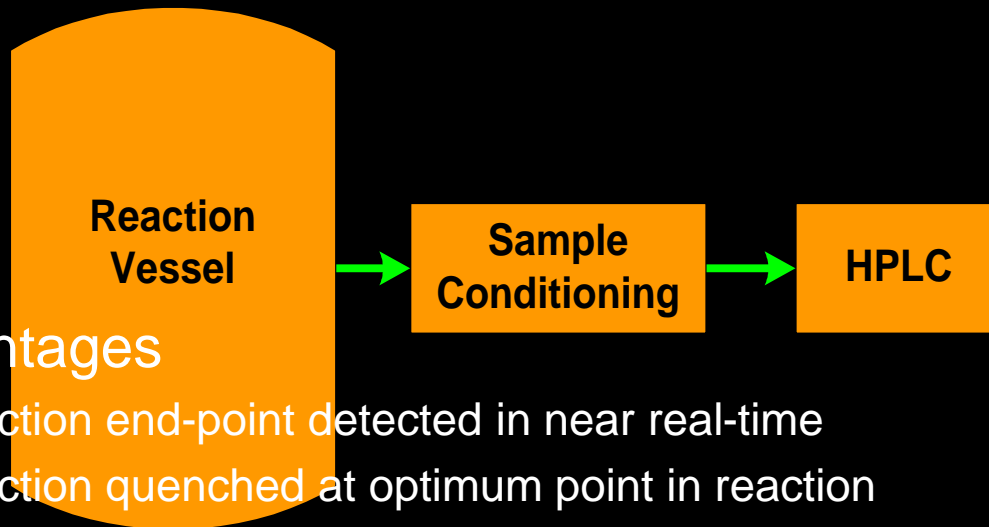 Reaction
Vessel
Sample
Conditioning
HPLC
ntages
ction end-point detected in near real-time
ction quenched at optimum point in reaction